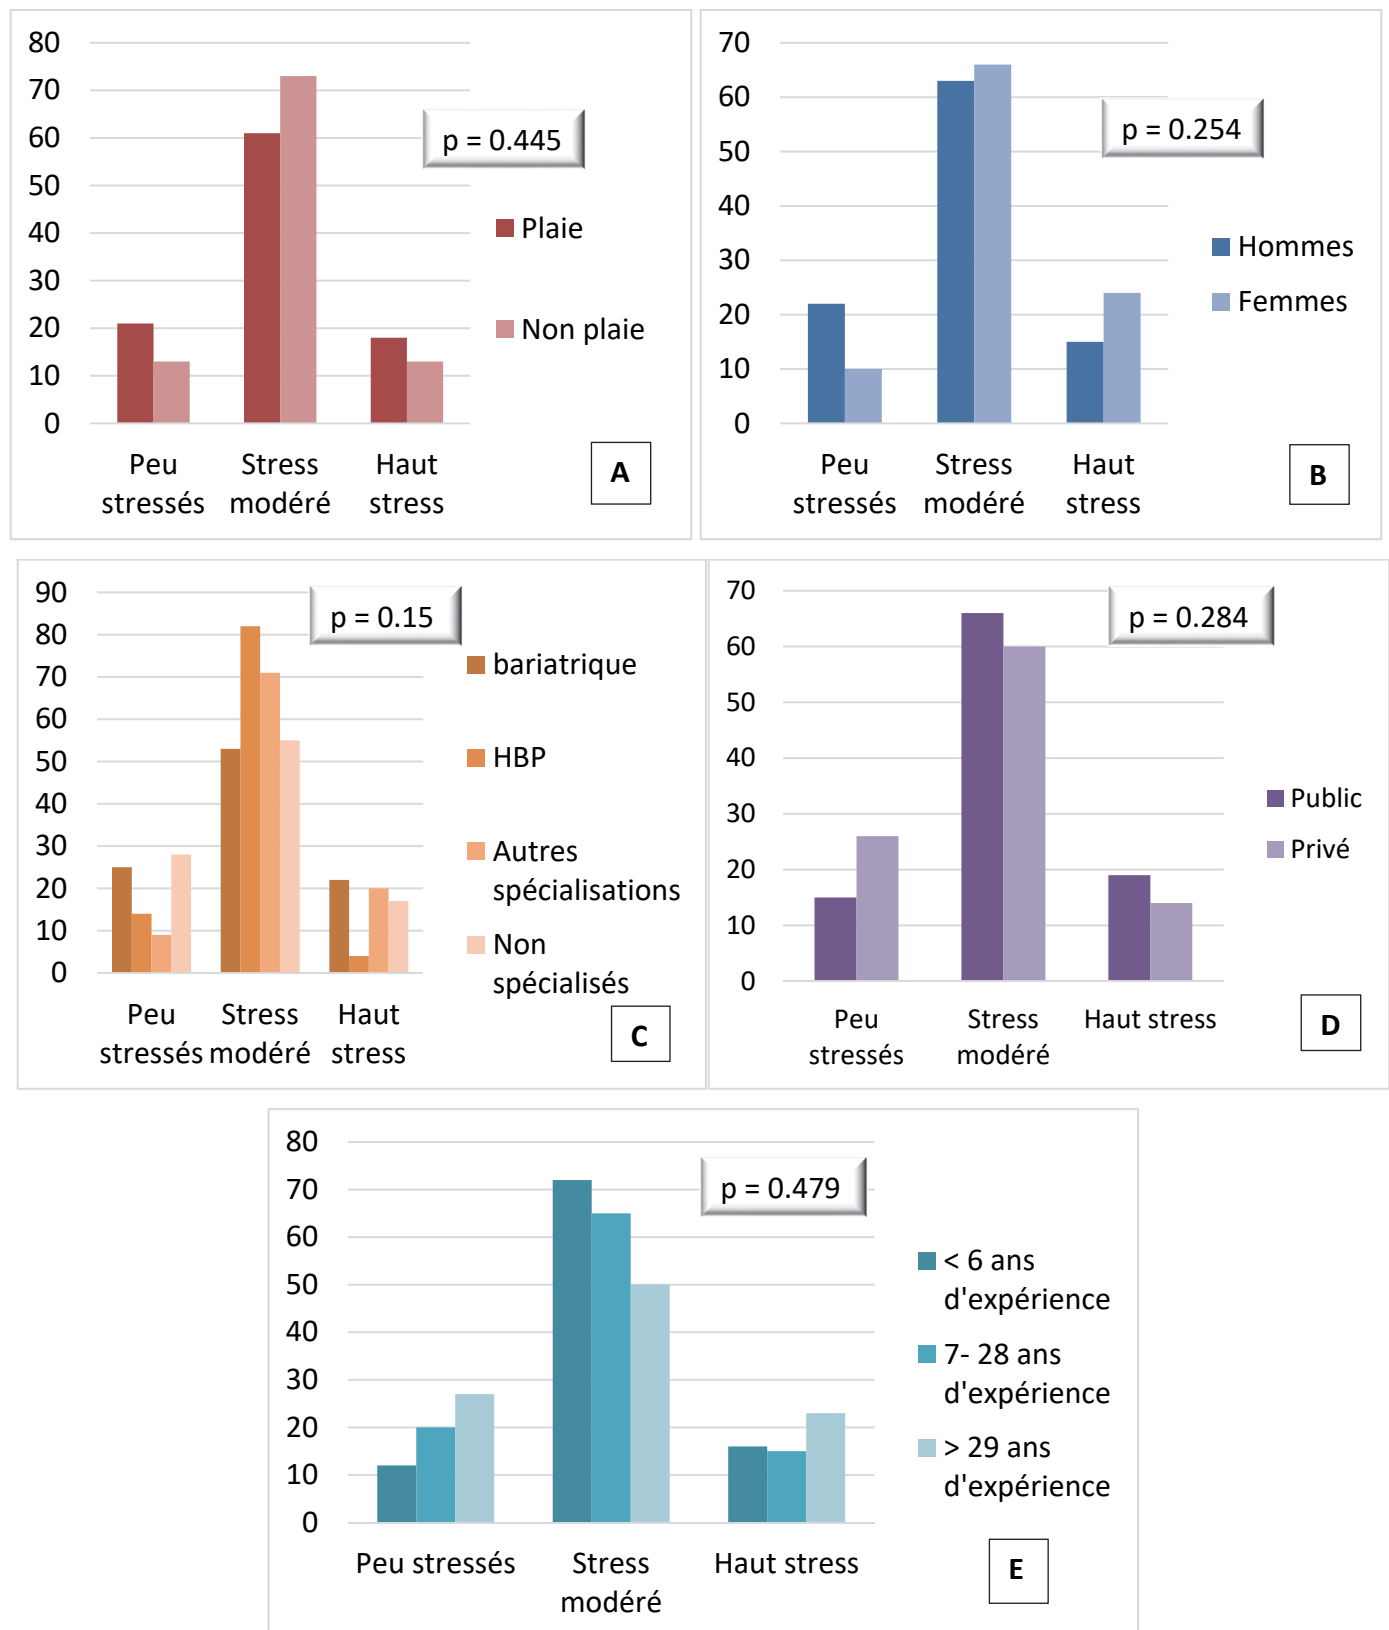 80
70
60
50
40
30
20
10
0
p = 0.445
Plaie
Non plaie
Peu
stressés
Stress
modéré
Haut
stress
A
70
60
50
40
30
20
10
0
p = 0.254
Hommes
Femmes
Peu
stressés
Stress
modéré
Haut
stress
B
90
80
70
60
50
40
30
20
10
0
p = 0.15
bariatrique
HBP
Autres
spécialisations
Non
spécialisés
Peu
stressés
Stress
modéré
Haut
stress
C
70
60
50
40
30
20
10
0
p = 0.284
Public
Privé
Peu
stressés
Stress
modéré
Haut stress
D
80
70
60
50
40
30
20
10
0
p = 0.479
< 6 ans
d'expérience
7- 28 ans
d'expérience
> 29 ans
d'expérience
Peu stressés
Stress
modéré
Haut stress
E